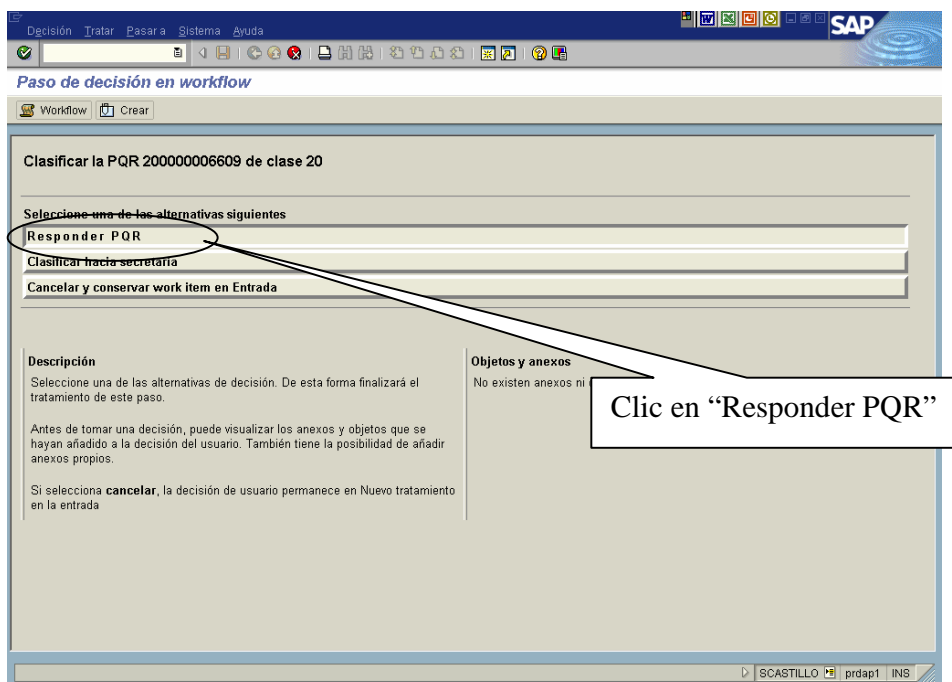 Decisión Tratar Pasar a Sistema Ayuda
SAP
Paso de decisión en workflow
Workflow Crear
Clasificar la PQR 200000006609 de clase 20
Seleccione una de las alternativas siguientes
Responder PQR
Clasificar hacia secretaria
Cancelar y conservar work item en Entrada
Descripción
Seleccione una de las alternativas de decisión. De esta forma finalizará el
tratamiento de este paso.
Antes de tomar una decisión, puede visualizar los anexos y objetos que se
hayan añadido a la decisión del usuario. También tiene la posibilidad de añadir
anexos propios.
Si selecciona cancelar, la decisión de usuario permanece en Nuevo tratamiento
en la entrada
Objetos y anexos
No existen anexos ni
Clic en “Responder PQR”
SCASTILLO prdap1 INS